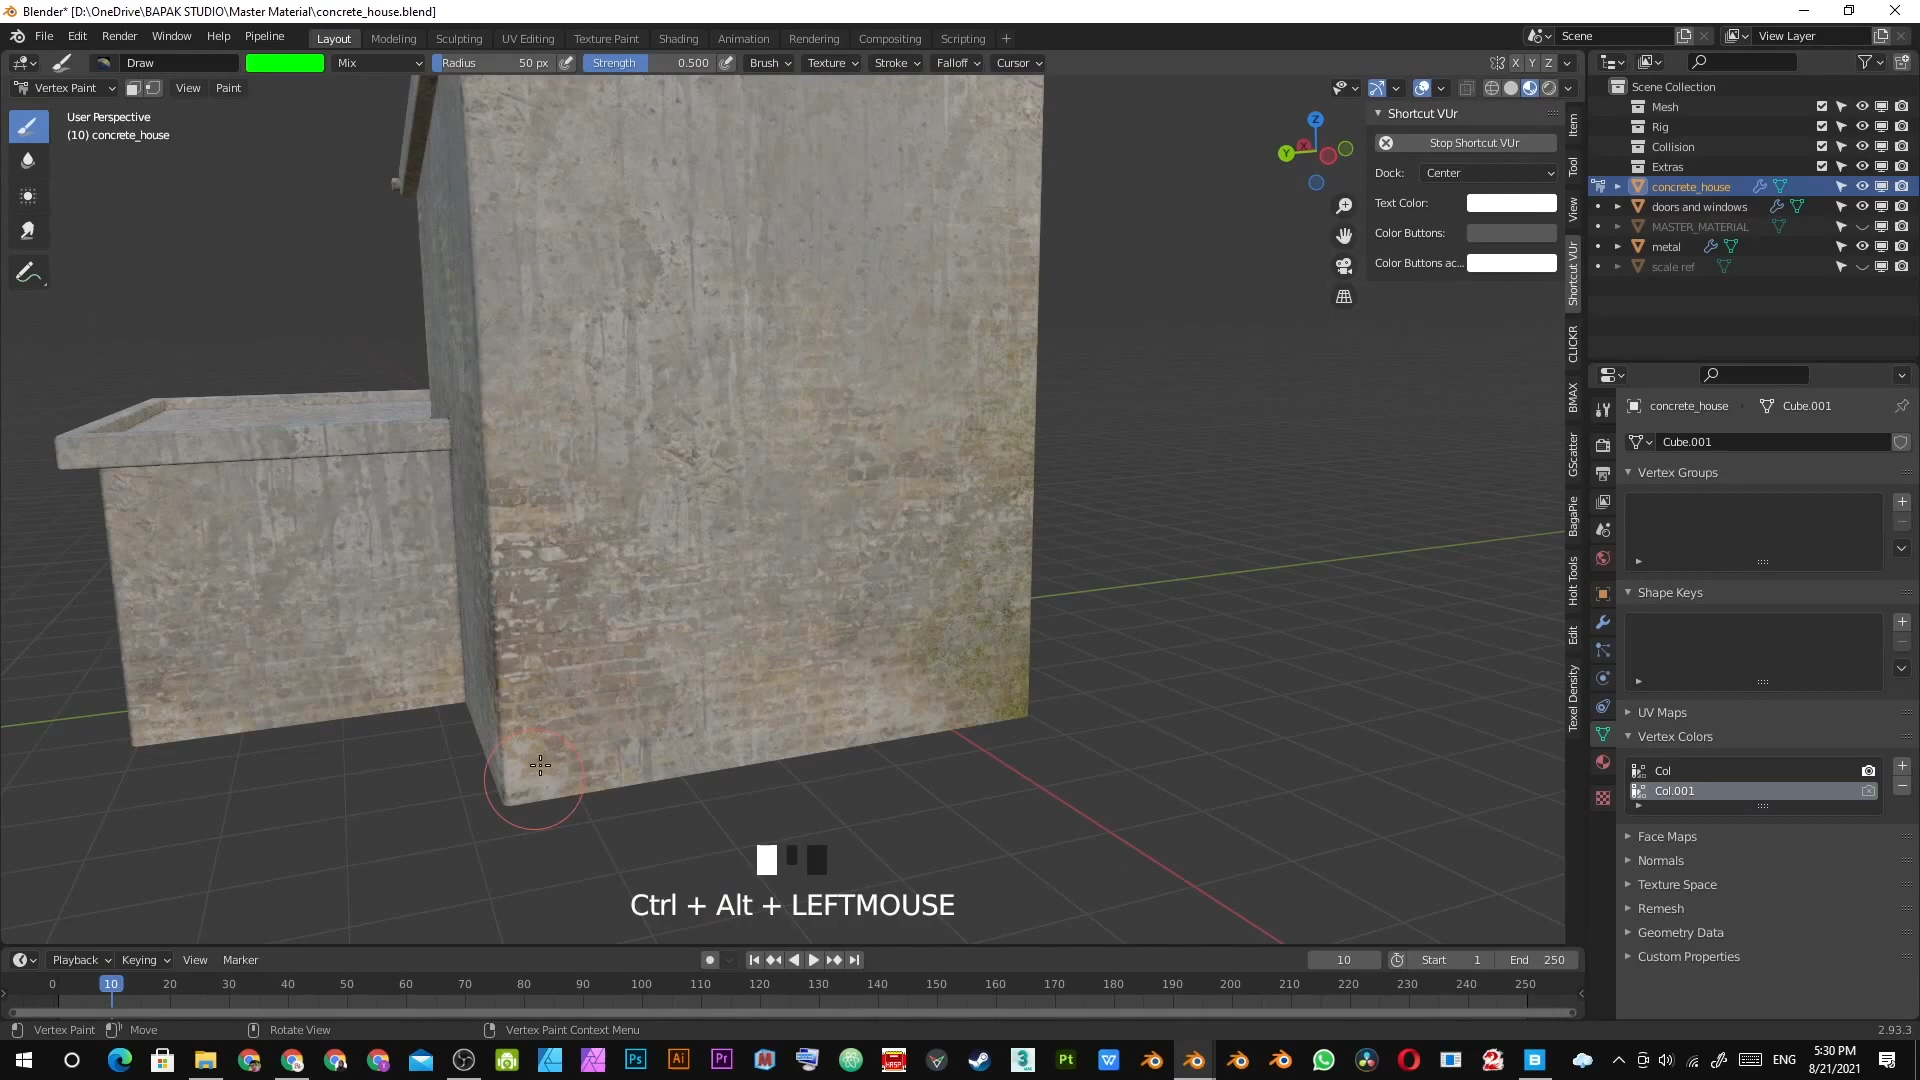 Blender* [D:\OneDrive\BAPAK STUDIO\Master Material\concrete_house.blend]
File Edit Render Window Help Pipeline Layout Modeling Sculpting UV Editing Texture Paint Shading Animation Rendering Compositing Scripting + Scene View Layer
Draw Mix Radius 50 px Strength 0.500 Brush Texture Stroke Falloff Cursor X Y Z
Vertex Paint View Paint
User Perspective
(10) concrete_house
Z
Y
X
Shortcut VUr
Stop Shortcut VUr
Dock: Center
Text Color:
Color Buttons:
Color Buttons ac...
Item
Tool
View
Shortcut VUr
CLICKR
BMAX
GScatter
BagaPie
Holt Tools
Edit
Texel Density
Scene Collection
Mesh
Rig
Collision
Extras
concrete_house
doors and windows
MASTER_MATERIAL
metal
scale ref
concrete_house Cube.001
Cube.001
Vertex Groups
Shape Keys
UV Maps
Vertex Colors
Col
Col.001
Face Maps
Normals
Texture Space
Remesh
Geometry Data
Custom Properties
Ctrl + Alt + LEFTMOUSE
Playback Keying View Marker 10 Start 1 End 250
0 10 20 30 40 50 60 70 80 90 100 110 120 130 140 150 160 170 180 190 200 210 220 230 240 250
Vertex Paint Move Rotate View Vertex Paint Context Menu 2.93.3
Ps Ai Pr 3 Pt W 2 B ENG
5:30 PM
8/21/2021